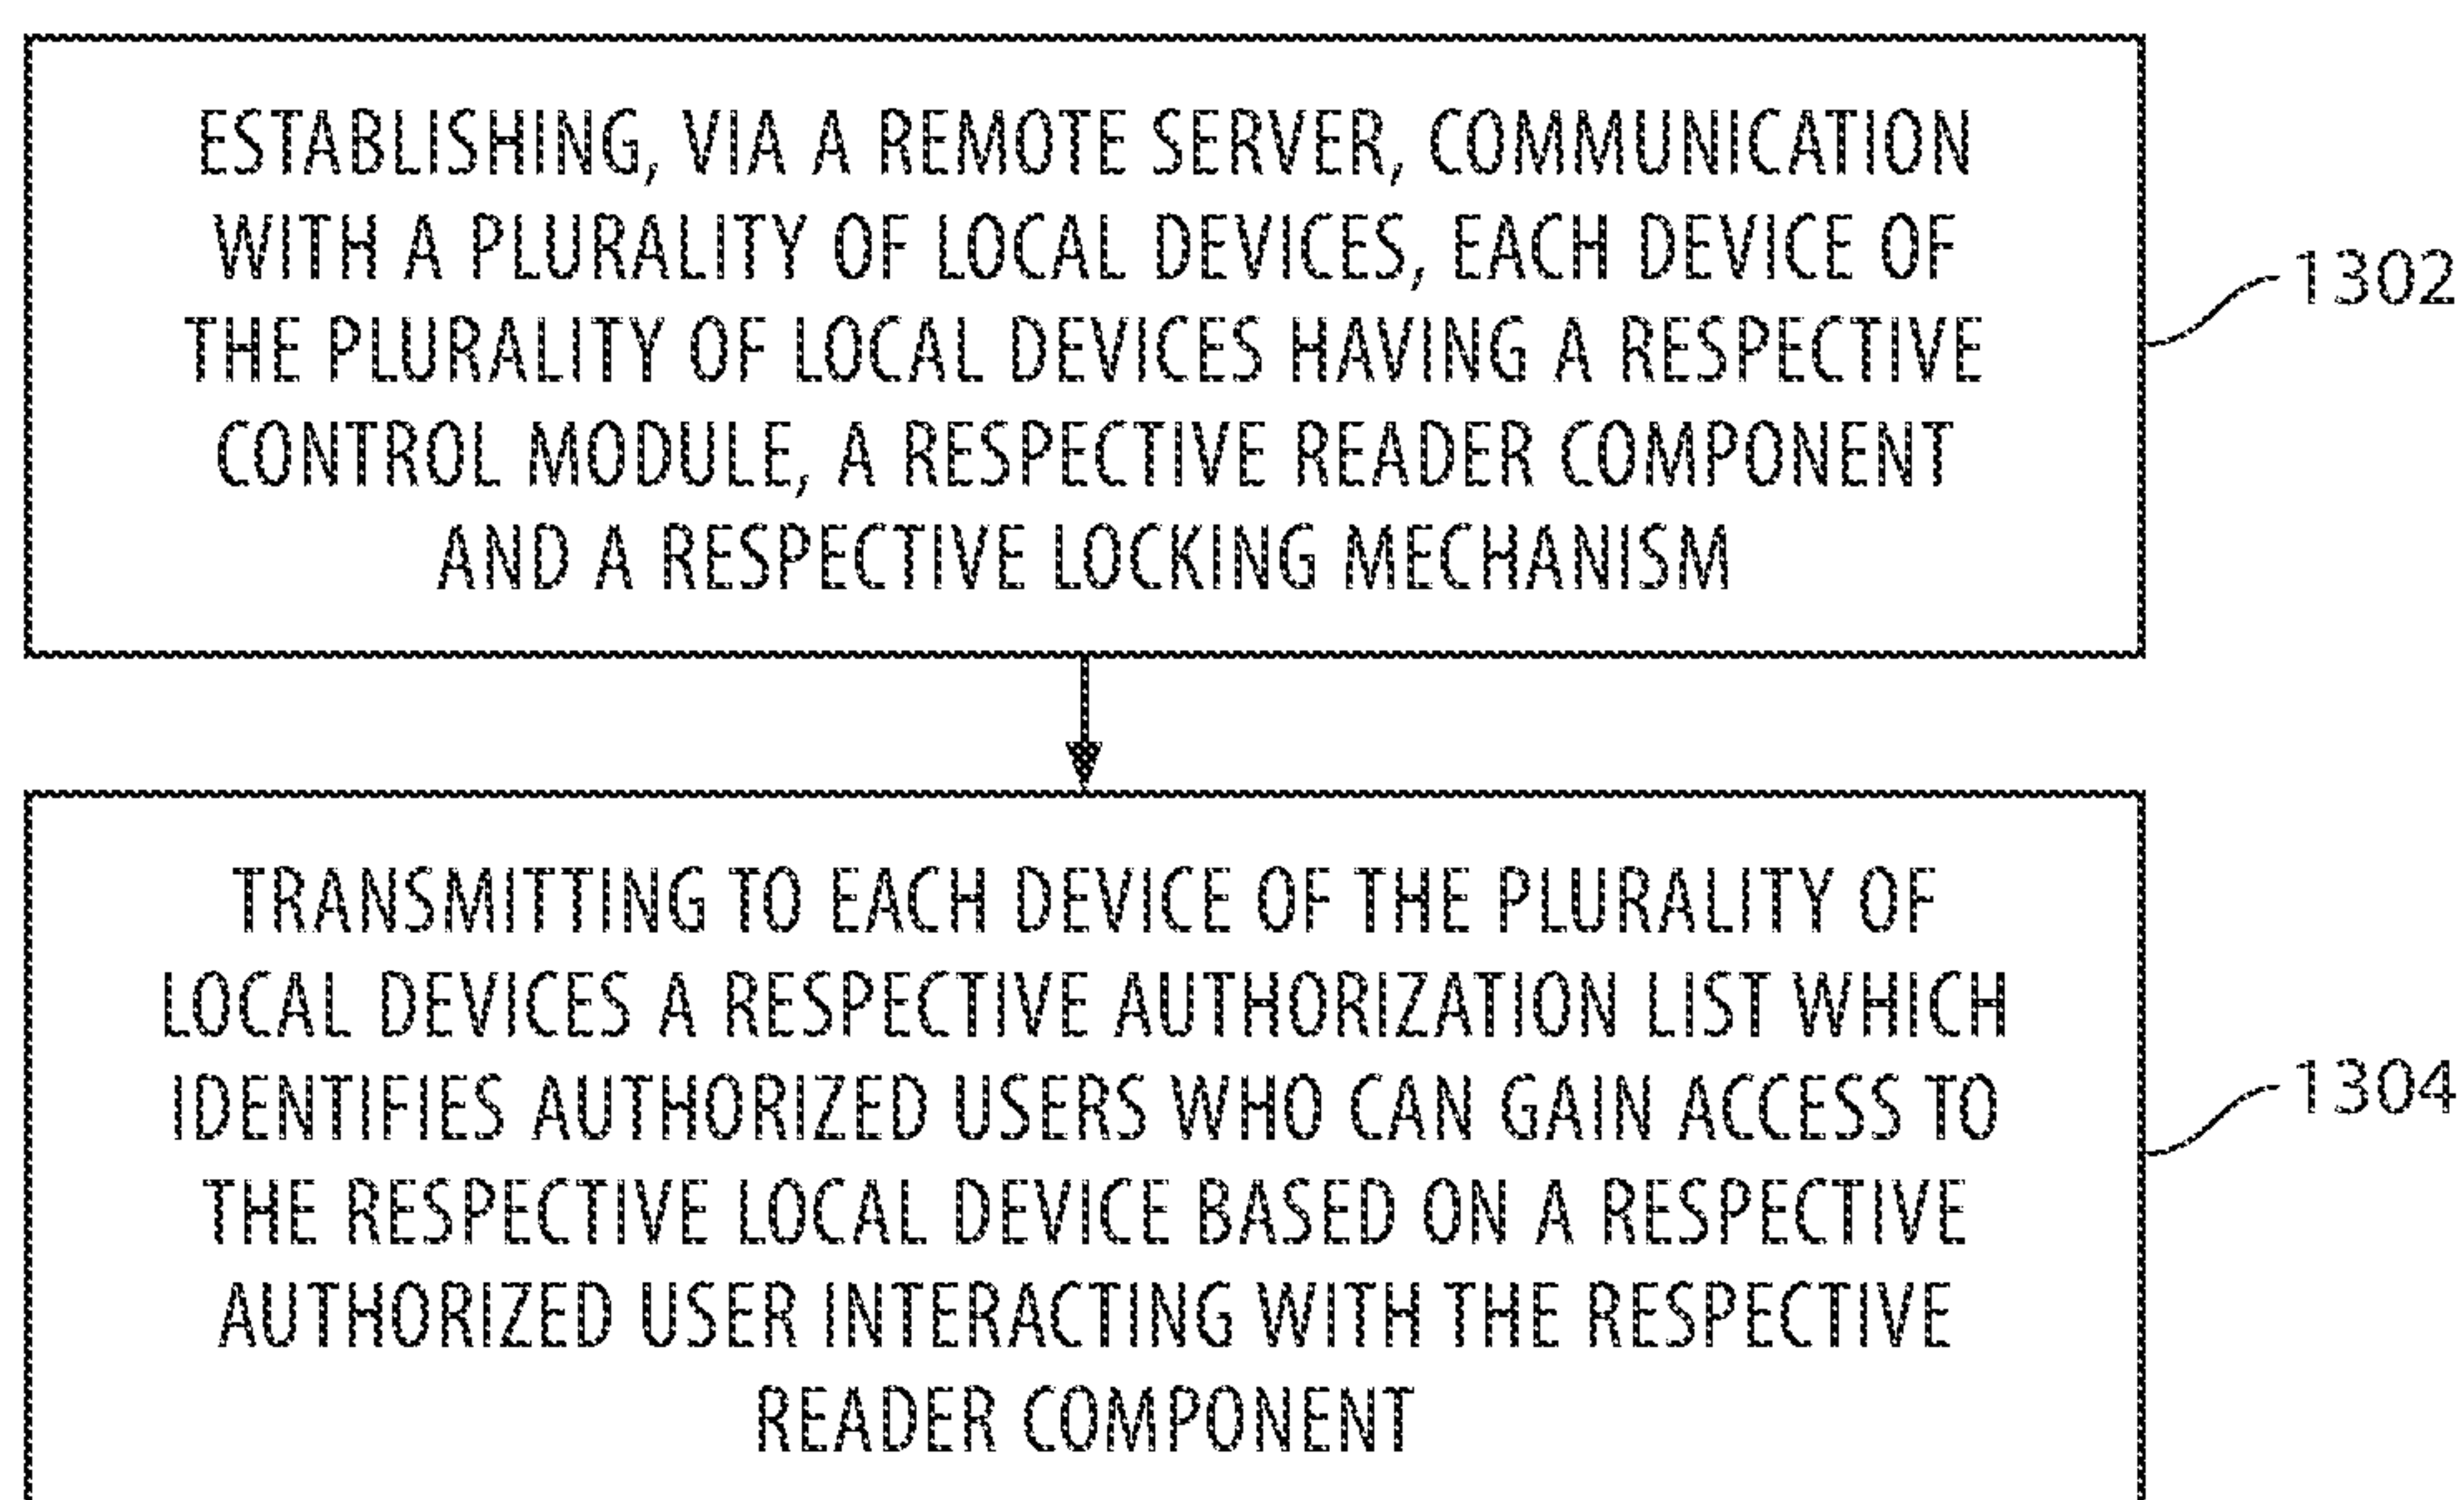 ESTABLISHING, VIA A REMOTE SERVER, COMMUNICATION
WITH A PLURALITY OF LOCAL DEVICES, EACH DEVICE OF
THE PLURALITY OF LOCAL DEVICES HAVING A RESPECTIVE
CONTROL MODULE, A RESPECTIVE READER COMPONENT
AND A RESPECTIVE LOCKING MECHANISM
1302
TRANSMITTING TO EACH DEVICE OF THE PLURALITY OF
LOCAL DEVICES A RESPECTIVE AUTHORIZATION LIST WHICH
IDENTIFIES AUTHORIZED USERS WHO CAN GAIN ACCESS TO
THE RESPECTIVE LOCAL DEVICE BASED ON A RESPECTIVE
AUTHORIZED USER INTERACTING WITH THE RESPECTIVE
READER COMPONENT
1304